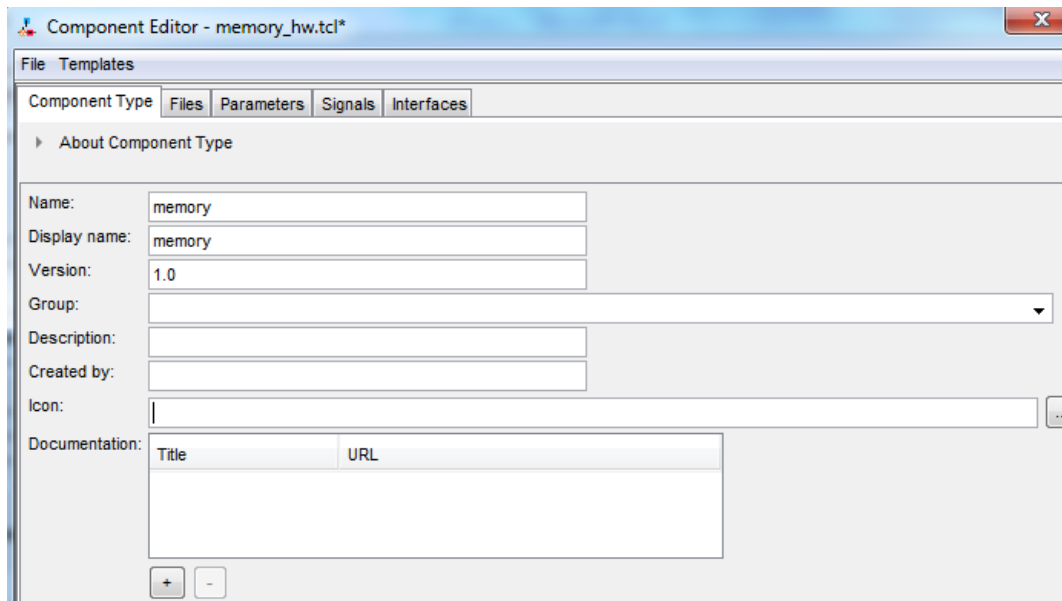 Component Editor - memory_hw.tcl*
X
File Templates
Component Type Files Parameters Signals Interfaces
About Component Type
Name: memory
Display name: memory
Version: 1.0
Group:
Description:
Created by:
Icon: ..
Documentation: Title URL
+ -